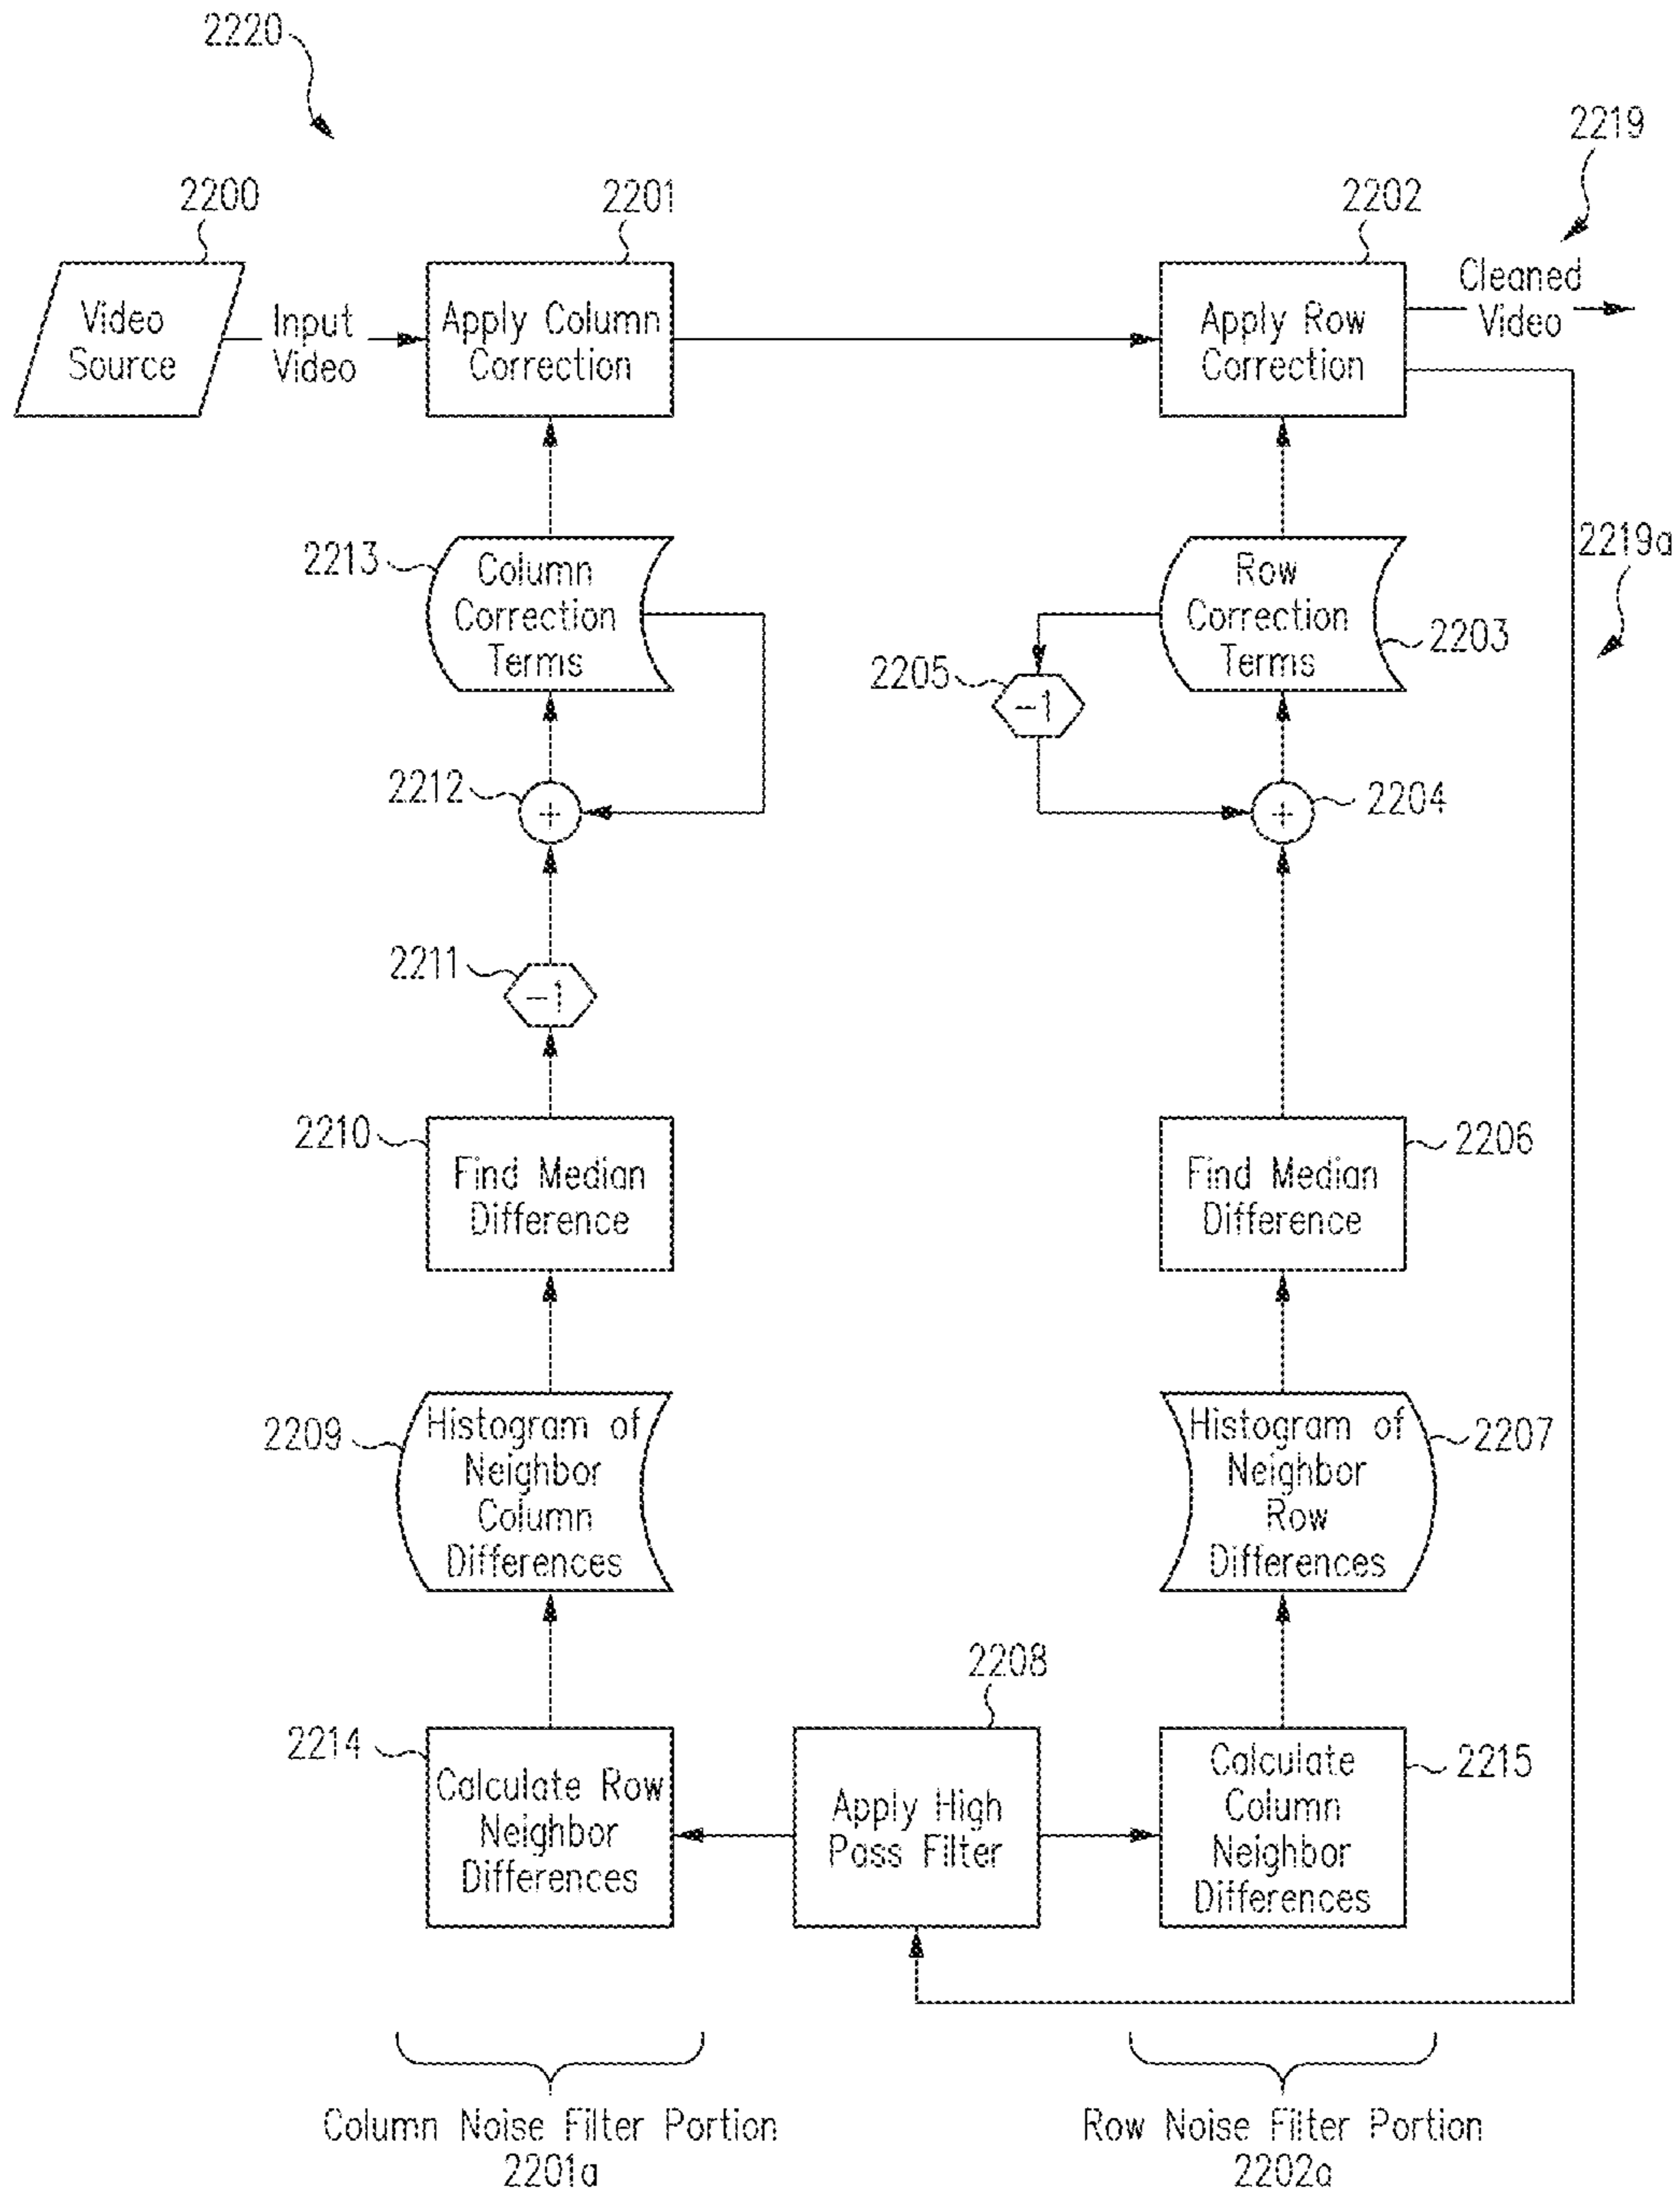 2220
2219
2200
2201
2202
Video
Source
Input
Video
Apply Column
Correction
Apply Row
Correction
Cleaned
Video
2213
Column
Correction
Terms
Row
Correction
Terms
2203
2219a
2205
-1
2212
+
+
2204
2211
-1
2210
Find Median
Difference
Find Median
Difference
2206
2209
Histogram of
Neighbor
Column
Differences
Histogram of
Neighbor
Row
Differences
2207
2208
2214
Calculate Row
Neighbor
Differences
Apply High
Pass Filter
Calculate
Column
Neighbor
Differences
2215
Column Noise Filter Portion
2201a
Row Noise Filter Portion
2202a